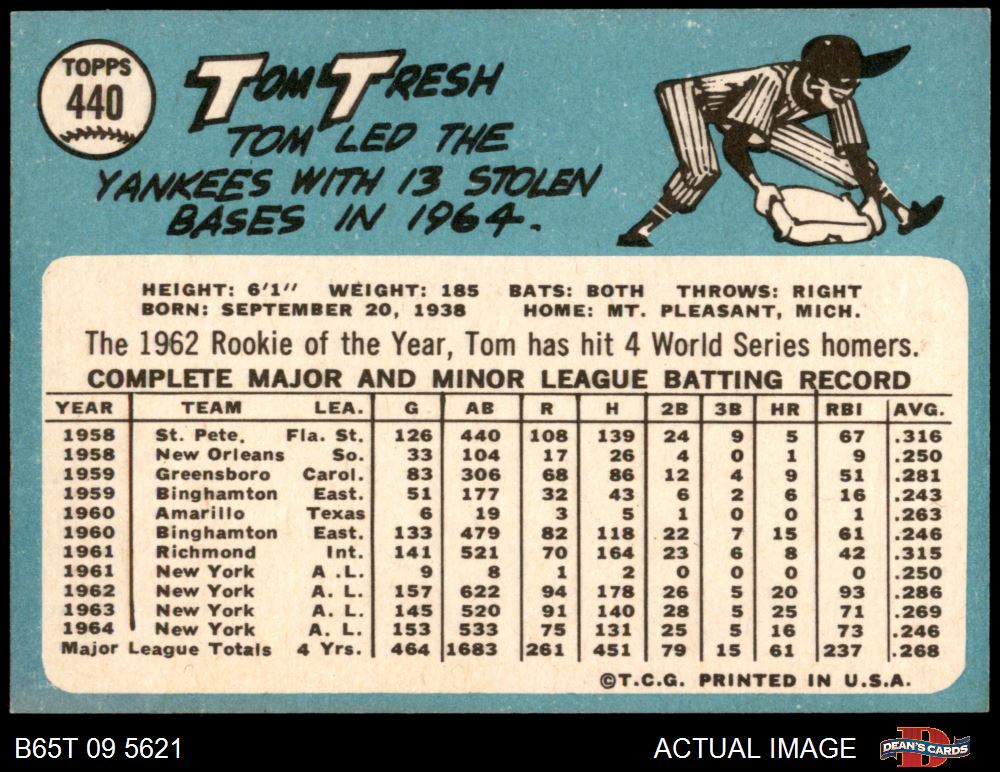 TOPPS
440
TOM TRESH
TOM LED THE
YANKEES WITH 13 STOLEN
BASES IN 1964.
HEIGHT: 6'1" WEIGHT: 185 BATS: BOTH THROWS: RIGHT
BORN: SEPTEMBER 20, 1938 HOME: MT. PLEASANT, MICH.
The 1962 Rookie of the Year, Tom has hit 4 World Series homers.
COMPLETE MAJOR AND MINOR LEAGUE BATTING RECORD
YEAR TEAM LEA. G AB R H 2B 3B HR RBI AVG.
1958 St. Pete. Fla. St. 126 440 108 139 24 9 5 67 .316
1958 New Orleans So. 33 104 17 26 4 0 1 9 .250
1959 Greensboro Carol. 83 306 68 86 12 4 9 51 .281
1959 Binghamton East. 51 177 32 43 6 2 6 16 .243
1960 Amarillo Texas 6 19 3 5 1 0 0 1 .263
1960 Binghamton East. 133 479 82 118 22 7 15 61 .246
1961 Richmond Int. 141 521 70 164 23 6 8 42 .315
1961 New York A .L. 9 8 1 2 0 0 0 0 .250
1962 New York A. L. 157 622 94 178 26 5 20 93 .286
1963 New York A. L. 145 520 91 140 28 5 25 71 .269
1964 New York A. L. 153 533 75 131 25 5 16 73 .246
Major League Totals 4 Yrs. 464 1683 261 451 79 15 61 237 .268
©T.C.G. PRINTED IN U.S.A.
B65T 09 5621 ACTUAL IMAGE DEAN'S CARDS